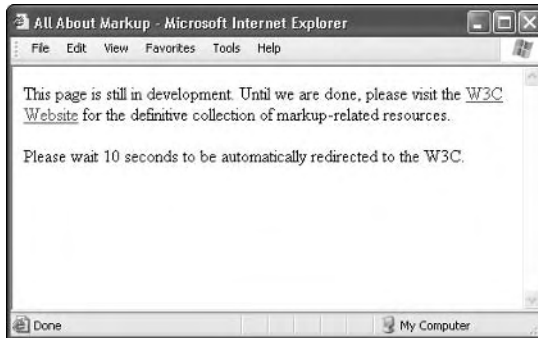 All About Markup - Microsoft Internet Explorer
File Edit View Favorites Tools Help
This page is still in development. Until we are done, please visit the W3C
Website for the definitive collection of markup-related resources.
Please wait 10 seconds to be automatically redirected to the W3C.
Done My Computer